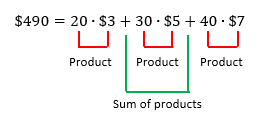 $490 = 20 · $3 + 30 · $5 + 40 · $7
Product Product Product
Sum of products